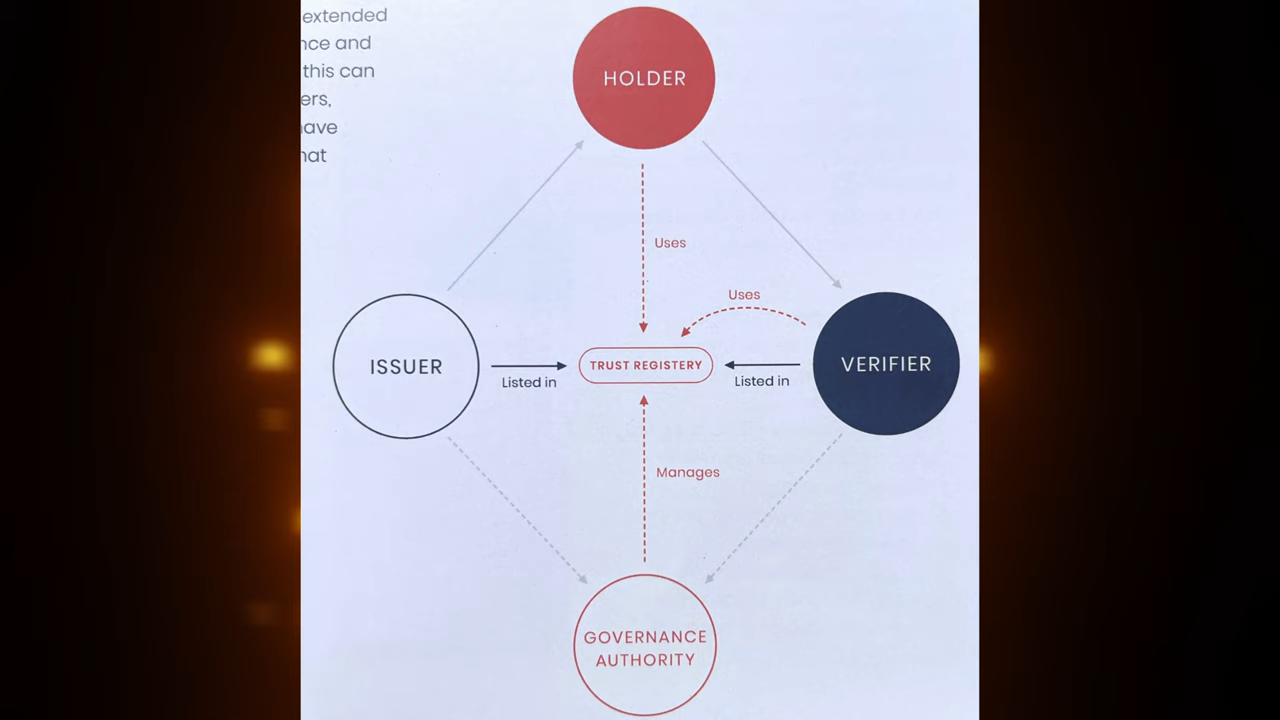 extended
nce and
this can
ers,
ave
nat
HOLDER
Uses
Uses
ISSUER
TRUST REGISTERY
VERIFIER
Listed in
Listed in
Manages
GOVERNANCE
AUTHORITY